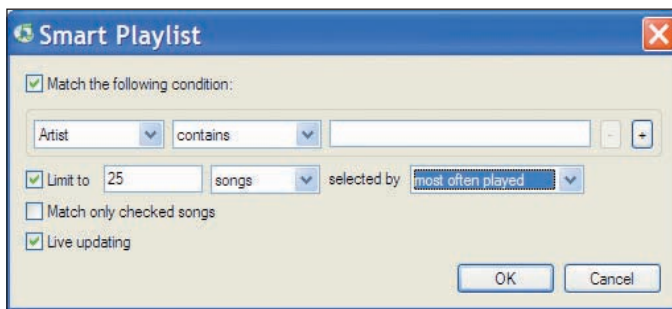 Smart Playlist
Match the following condition:
Artist contains - +
Limit to 25 songs selected by most often played
Match only checked songs
Live updating
OK Cancel